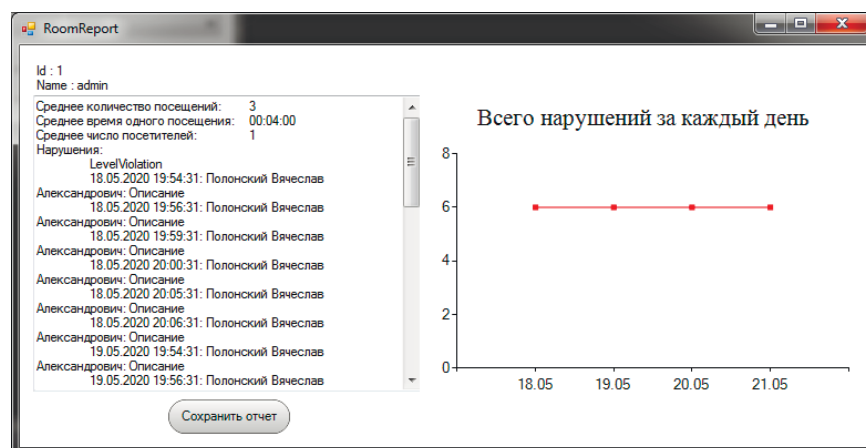 RoomReport
Id : 1
Name : admin
Среднее количество посещений: 3
Среднее время одного посещения: 00:04:00
Среднее число посетителей: 1
Нарушения:
LevelViolation
18.05.2020 19:54:31: Полонский Вячеслав
Александрович: Описание
18.05.2020 19:56:31: Полонский Вячеслав
Александрович: Описание
18.05.2020 19:59:31: Полонский Вячеслав
Александрович: Описание
18.05.2020 20:00:31: Полонский Вячеслав
Александрович: Описание
18.05.2020 20:05:31: Полонский Вячеслав
Александрович: Описание
18.05.2020 20:06:31: Полонский Вячеслав
Александрович: Описание
19.05.2020 19:54:31: Полонский Вячеслав
Александрович: Описание
19.05.2020 19:56:31: Полонский Вячеслав
Сохранить отчет
Всего нарушений за каждый день
8
6
4
2
0
18.05 19.05 20.05 21.05